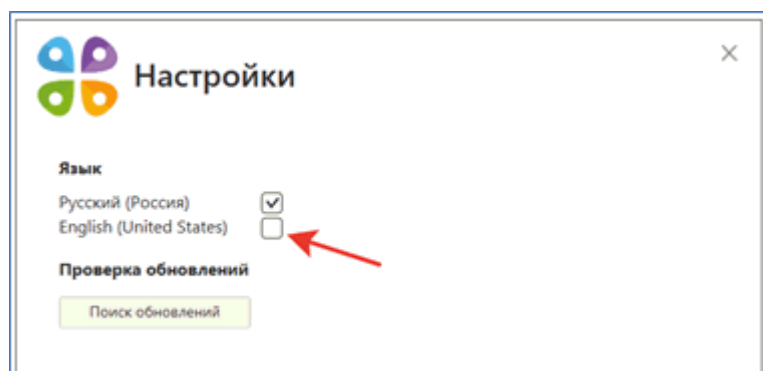 Настройки
Язык
Русский (Россия)
English (United States)
Проверка обновлений
Поиск обновлений